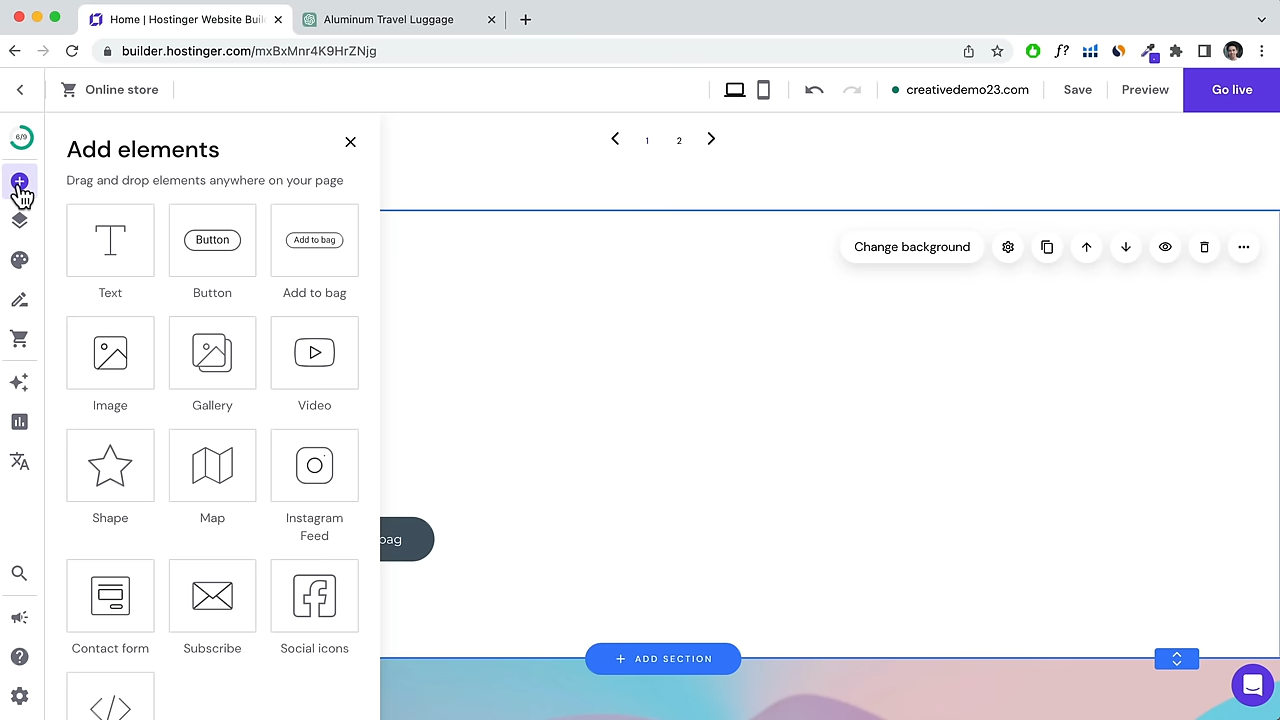 Home | Hostinger Website Buil
Aluminum Travel Luggage
builder.hostinger.com/mxBxMnr4K9HrZNjg
f?
Online store
creativedemo23.com
Save
Preview
Go live
6/9
Add elements
Drag and drop elements anywhere on your page
1
2
Change background
Button
Add to bag
Text
Button
Add to bag
Image
Gallery
Video
Shape
Map
Instagram
Feed
bag
Contact form
Subscribe
Social icons
ADD SECTION